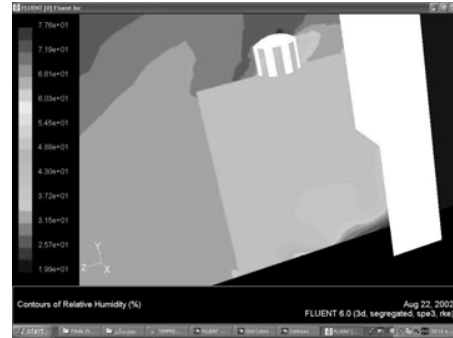 FLUENT [0] Fluent Inc
7.76e+01
7.19e+01
6.61e+01
6.03e+01
5.45e+01
4.88e+01
4.30e+01
3.72e+01
3.15e+01
2.57e+01
1.99e+01
Y
Z X
Contours of Relative Humidity (%)
Aug 22, 2002
FLUENT 6.0 (3d, segregated, spe3, rke)
start